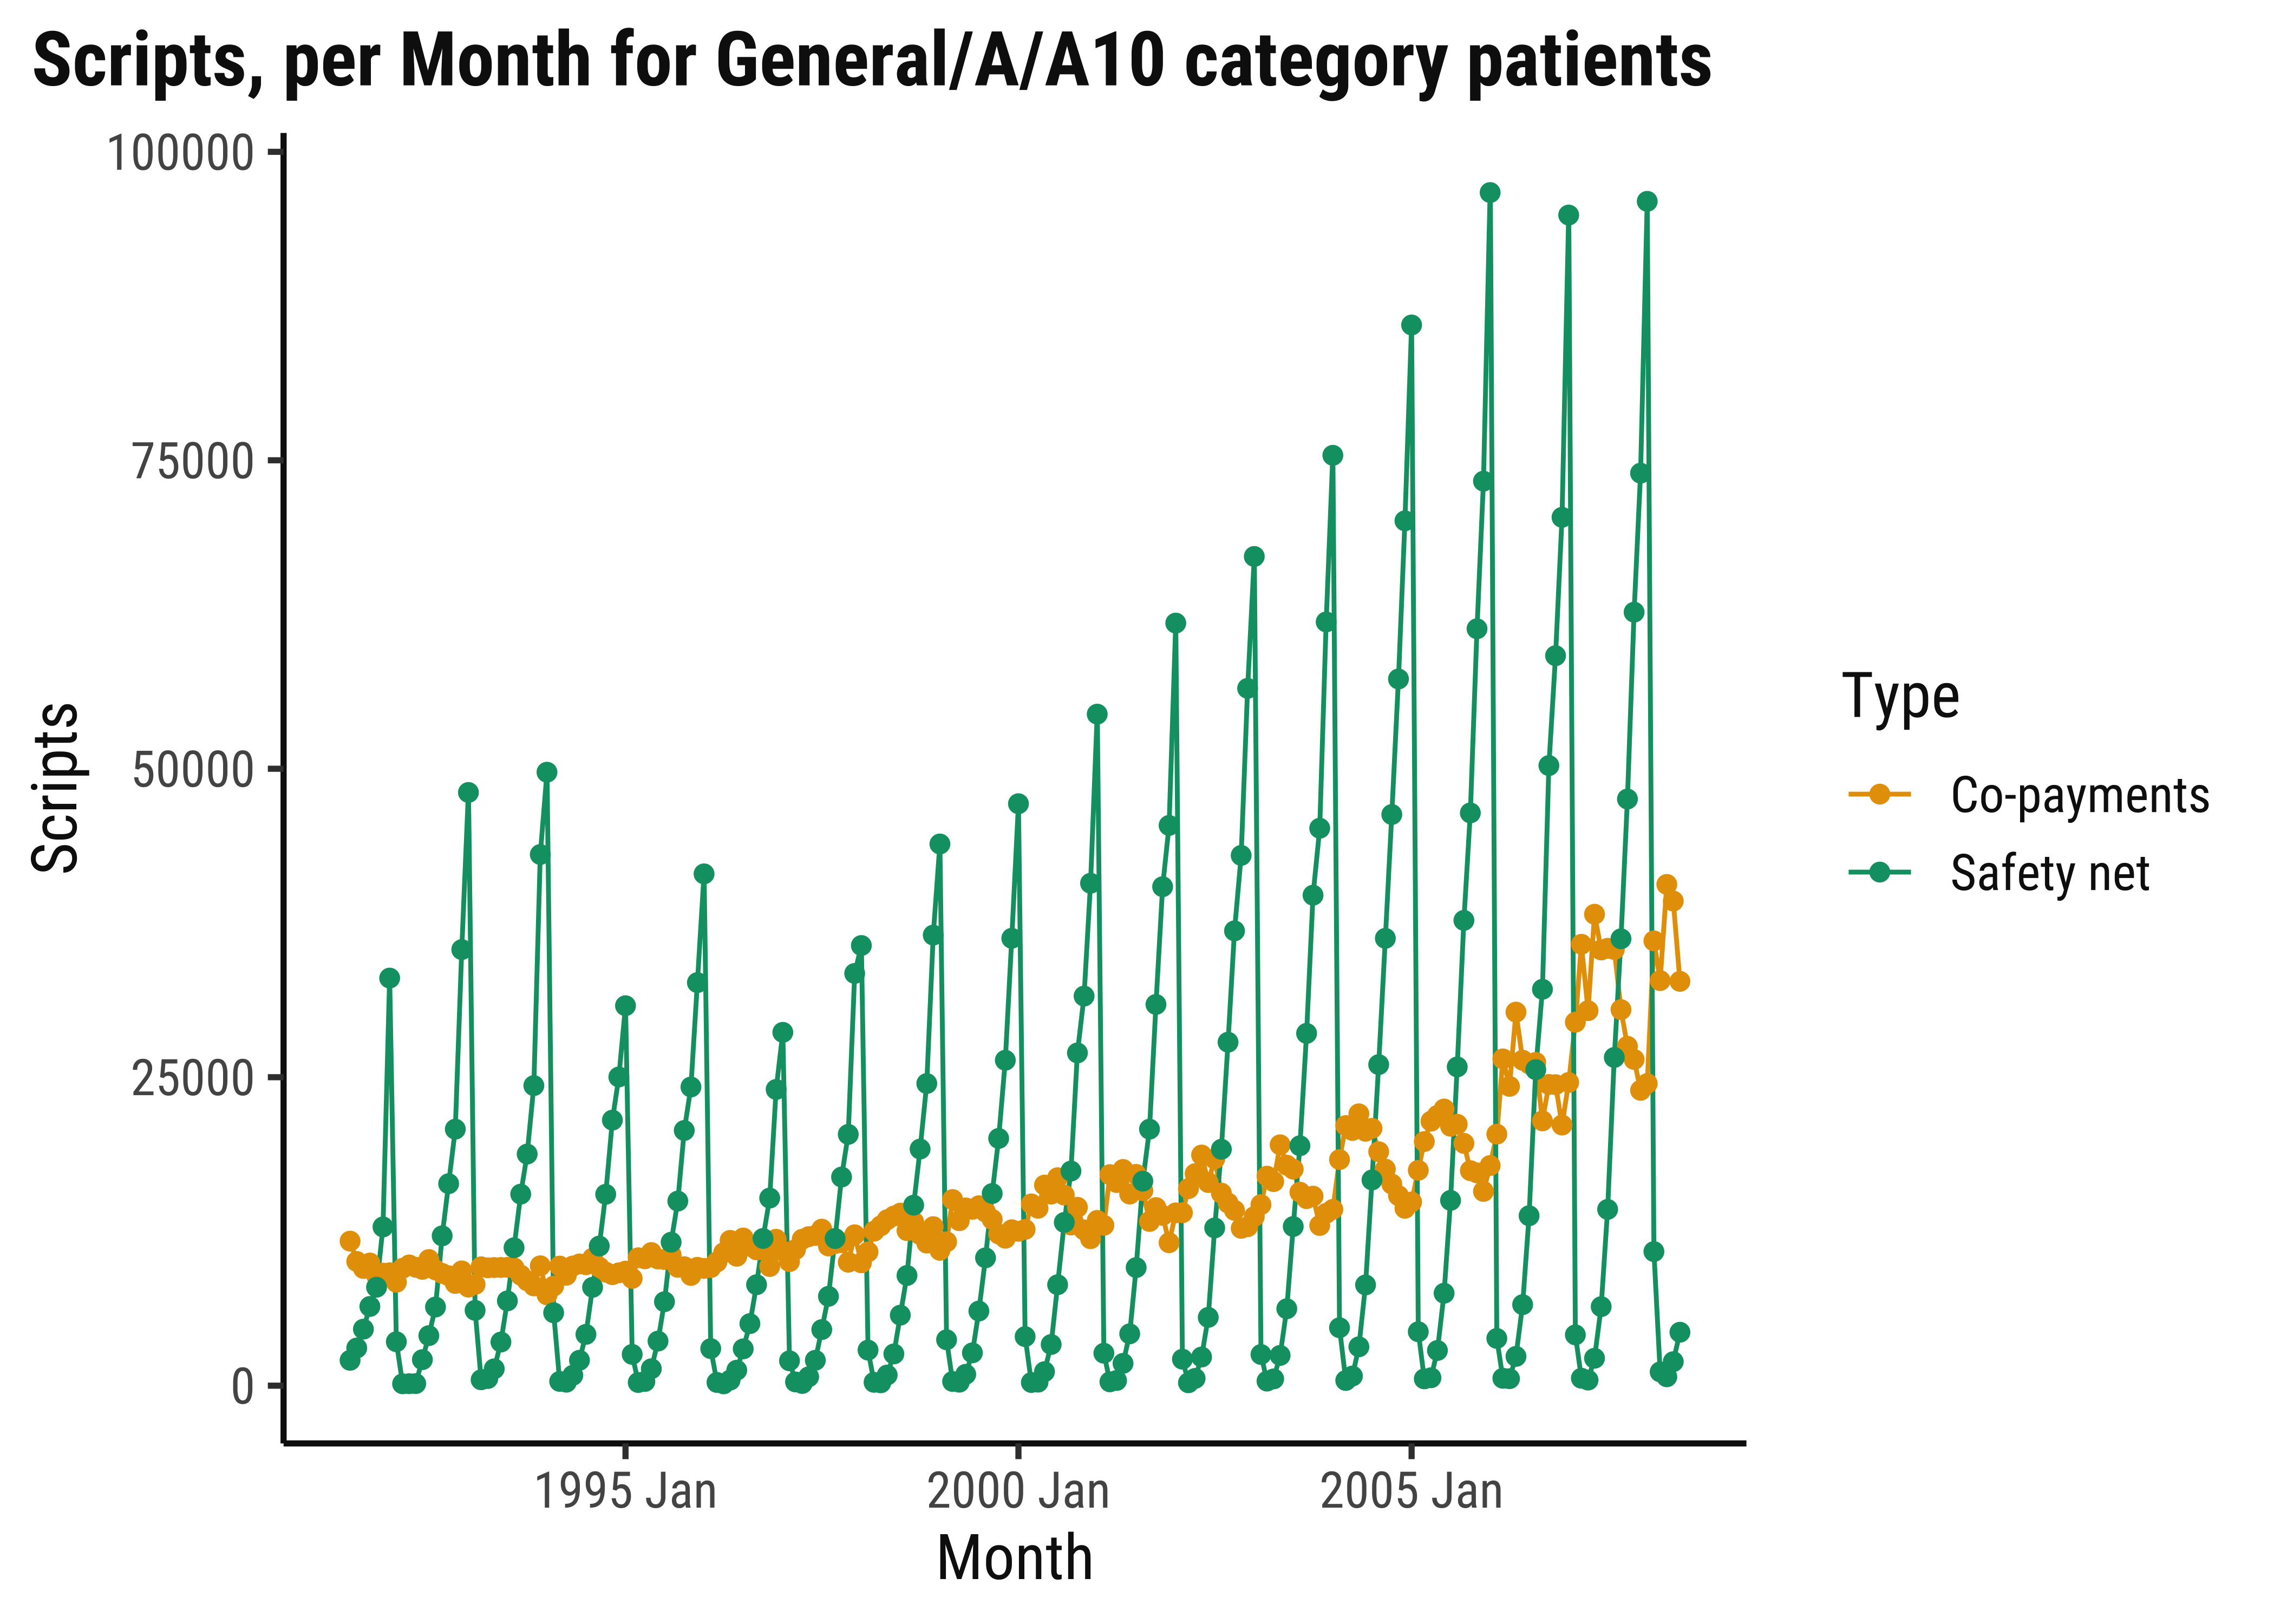 Scripts, per Month for General/A/A10 category patients
100000
75000
50000
25000
0
Scripts
1995 Jan
2000 Jan
2005 Jan
Month
Type
Co-payments
Safety net